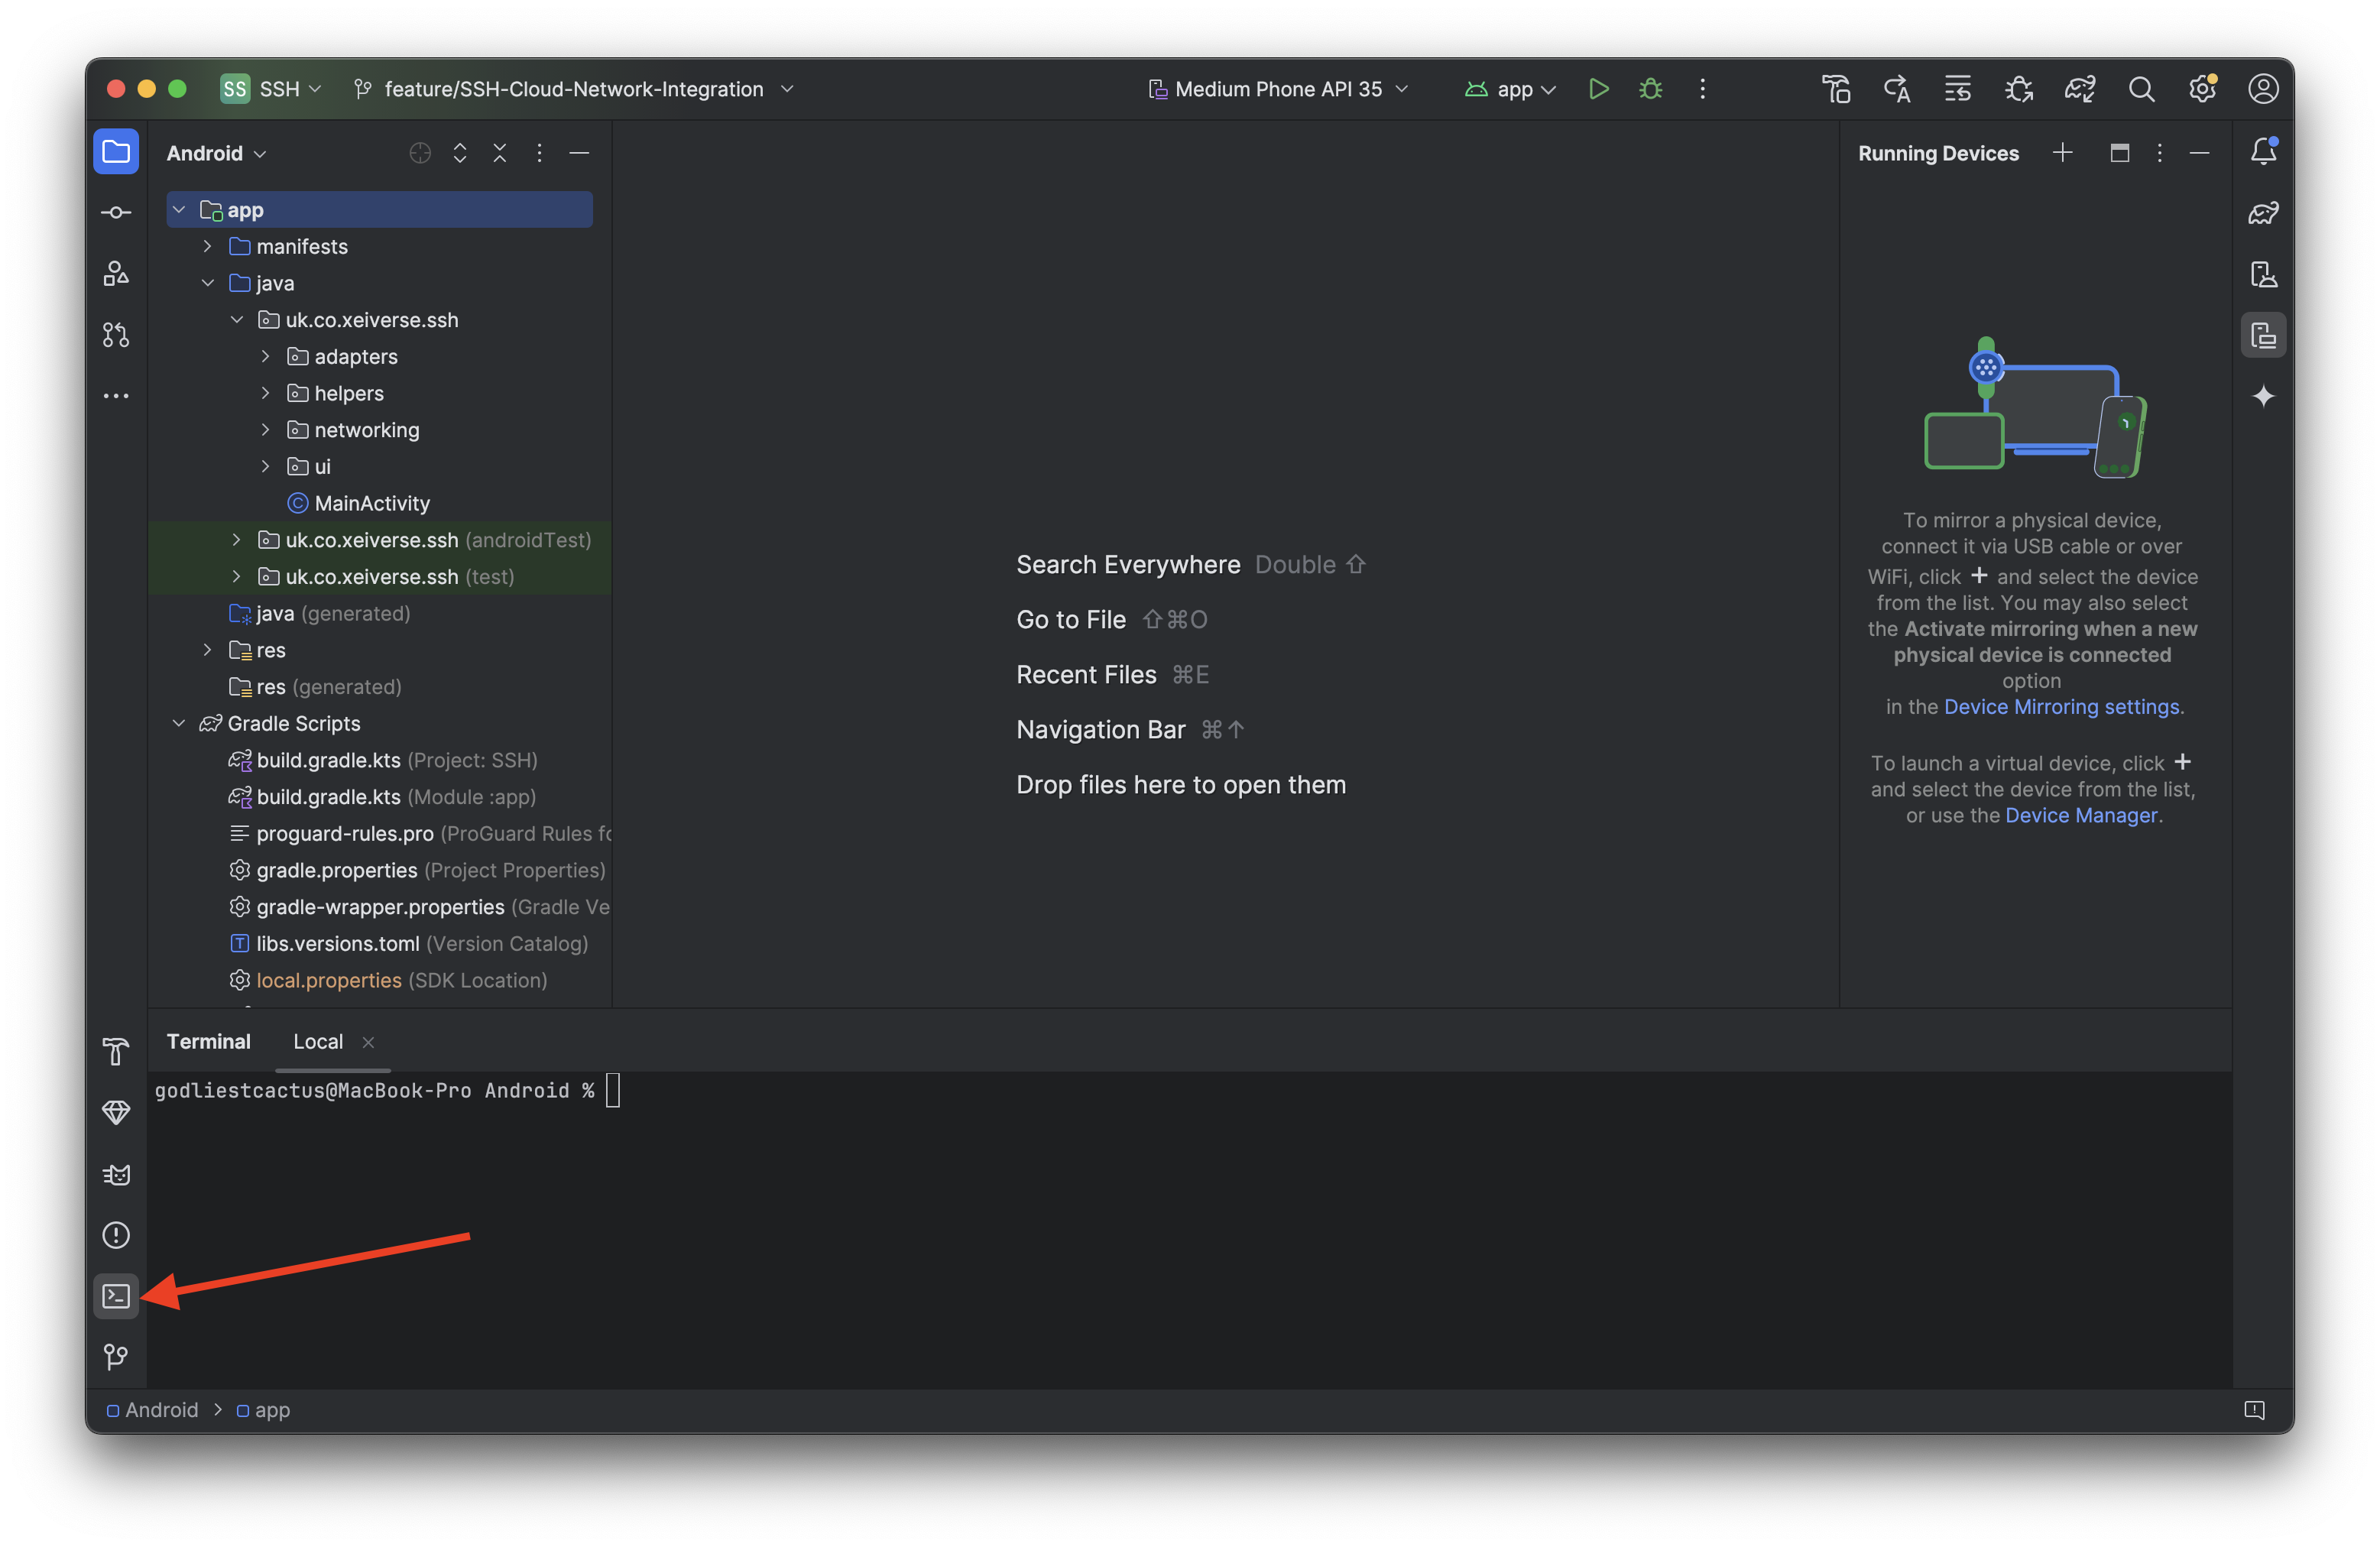 SS SSH feature/SSH-Cloud-Network-Integration Medium Phone API 35 app
Android
app
manifests
java
uk.co.xeiverse.ssh
adapters
helpers
networking
ui
MainActivity
uk.co.xeiverse.ssh (androidTest)
uk.co.xeiverse.ssh (test)
java (generated)
res
res (generated)
Gradle Scripts
build.gradle.kts (Project: SSH)
build.gradle.kts (Module :app)
proguard-rules.pro (ProGuard Rules fo
gradle.properties (Project Properties)
gradle-wrapper.properties (Gradle Ve
libs.versions.toml (Version Catalog)
local.properties (SDK Location)
Search Everywhere Double ⇧
Go to File ⇧⌘O
Recent Files ⌘E
Navigation Bar ⌘↑
Drop files here to open them
Running Devices
To mirror a physical device,
connect it via USB cable or over
WiFi, click + and select the device
from the list. You may also select
the Activate mirroring when a new
physical device is connected
option
in the Device Mirroring settings.
To launch a virtual device, click +
and select the device from the list,
or use the Device Manager.
Terminal Local
godliestcactus@MacBook-Pro Android %
Android > app